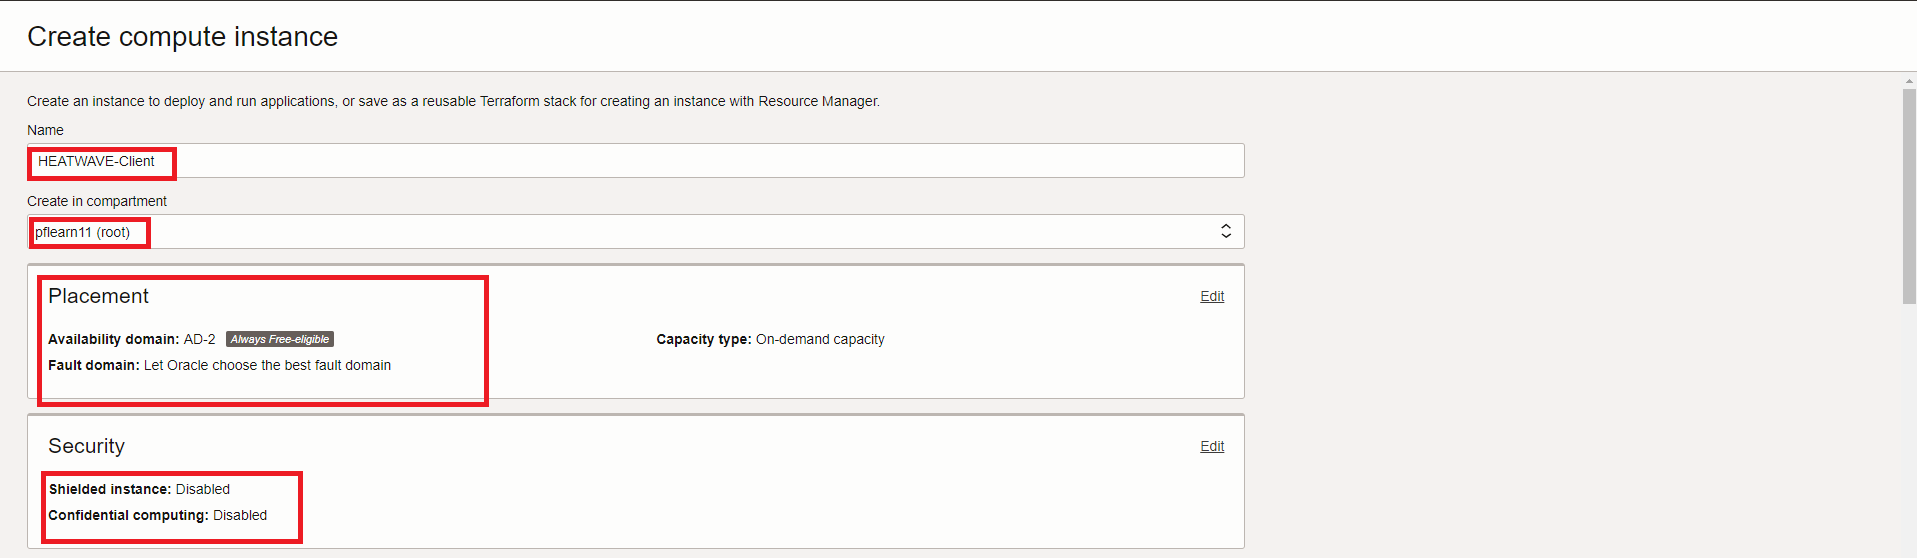 Create compute instance
Create an instance to deploy and run applications, or save as a reusable Terraform stack for creating an instance with Resource Manager.
Name
HEATWAVE-Client
Create in compartment
pflearn11 (root)
Placement
Edit
Availability domain: AD-2 Always Free-eligible
Capacity type: On-demand capacity
Fault domain: Let Oracle choose the best fault domain
Security
Edit
Shielded instance: Disabled
Confidential computing: Disabled